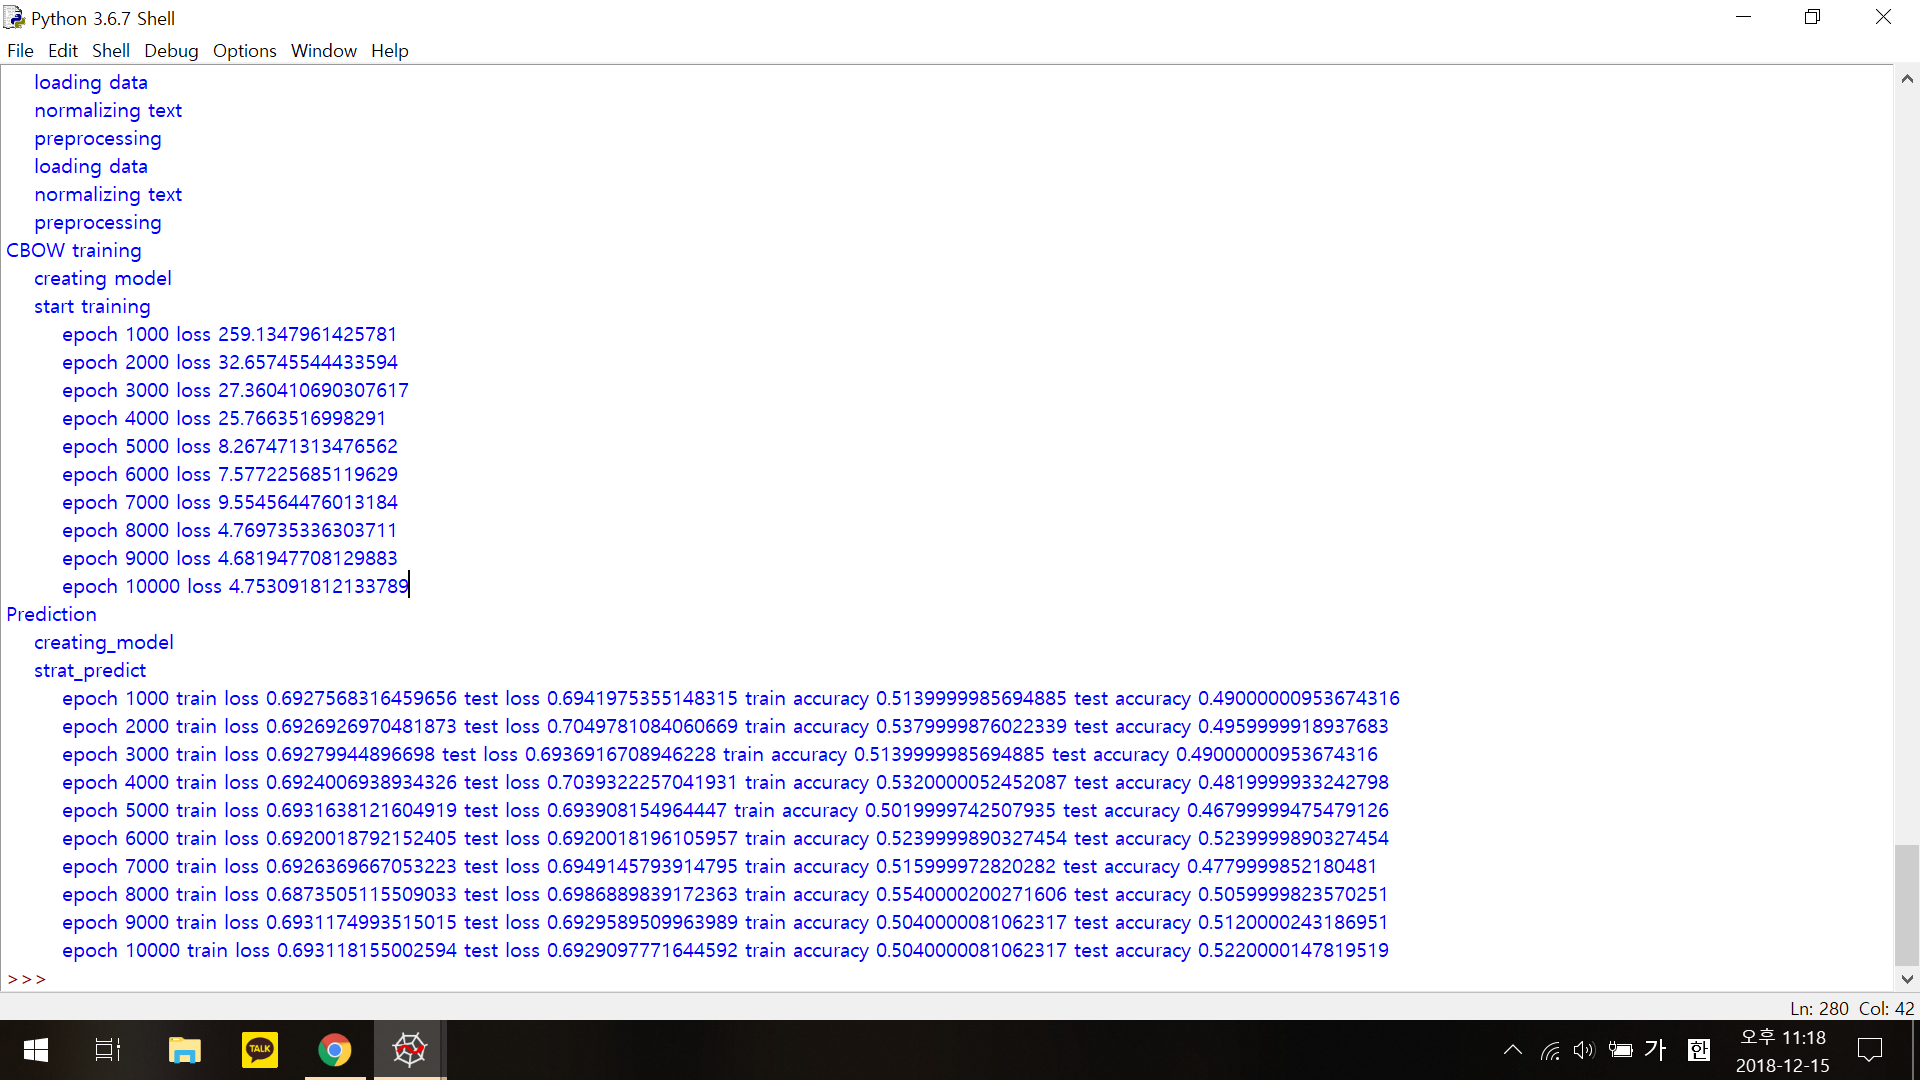 Python 3.6.7 Shell
File Edit Shell Debug Options Window Help
loading data
normalizing text
preprocessing
loading data
normalizing text
preprocessing
CBOW training
creating model
start training
epoch 1000 loss 259.1347961425781
epoch 2000 loss 32.65745544433594
epoch 3000 loss 27.360410690307617
epoch 4000 loss 25.7663516998291
epoch 5000 loss 8.267471313476562
epoch 6000 loss 7.577225685119629
epoch 7000 loss 9.554564476013184
epoch 8000 loss 4.769735336303711
epoch 9000 loss 4.681947708129883
epoch 10000 loss 4.753091812133789
Prediction
creating_model
strat_predict
epoch 1000 train loss 0.6927568316459656 test loss 0.6941975355148315 train accuracy 0.5139999985694885 test accuracy 0.49000000953674316
epoch 2000 train loss 0.6926926970481873 test loss 0.7049781084060669 train accuracy 0.5379999876022339 test accuracy 0.4959999918937683
epoch 3000 train loss 0.69279944896698 test loss 0.6936916708946228 train accuracy 0.5139999985694885 test accuracy 0.49000000953674316
epoch 4000 train loss 0.6924006938934326 test loss 0.7039322257041931 train accuracy 0.5320000052452087 test accuracy 0.4819999933242798
epoch 5000 train loss 0.6931638121604919 test loss 0.693908154964447 train accuracy 0.5019999742507935 test accuracy 0.46799999475479126
epoch 6000 train loss 0.6920018792152405 test loss 0.6920018196105957 train accuracy 0.5239999890327454 test accuracy 0.5239999890327454
epoch 7000 train loss 0.6926369667053223 test loss 0.6949145793914795 train accuracy 0.515999972820282 test accuracy 0.4779999852180481
epoch 8000 train loss 0.6873505115509033 test loss 0.6986889839172363 train accuracy 0.5540000200271606 test accuracy 0.5059999823570251
epoch 9000 train loss 0.6931174993515015 test loss 0.6929589509963989 train accuracy 0.5040000081062317 test accuracy 0.5120000243186951
epoch 10000 train loss 0.693118155002594 test loss 0.6929097771644592 train accuracy 0.5040000081062317 test accuracy 0.5220000147819519
>>>
Ln: 280 Col: 42
TALK
가 한
오후 11:18
2018-12-15